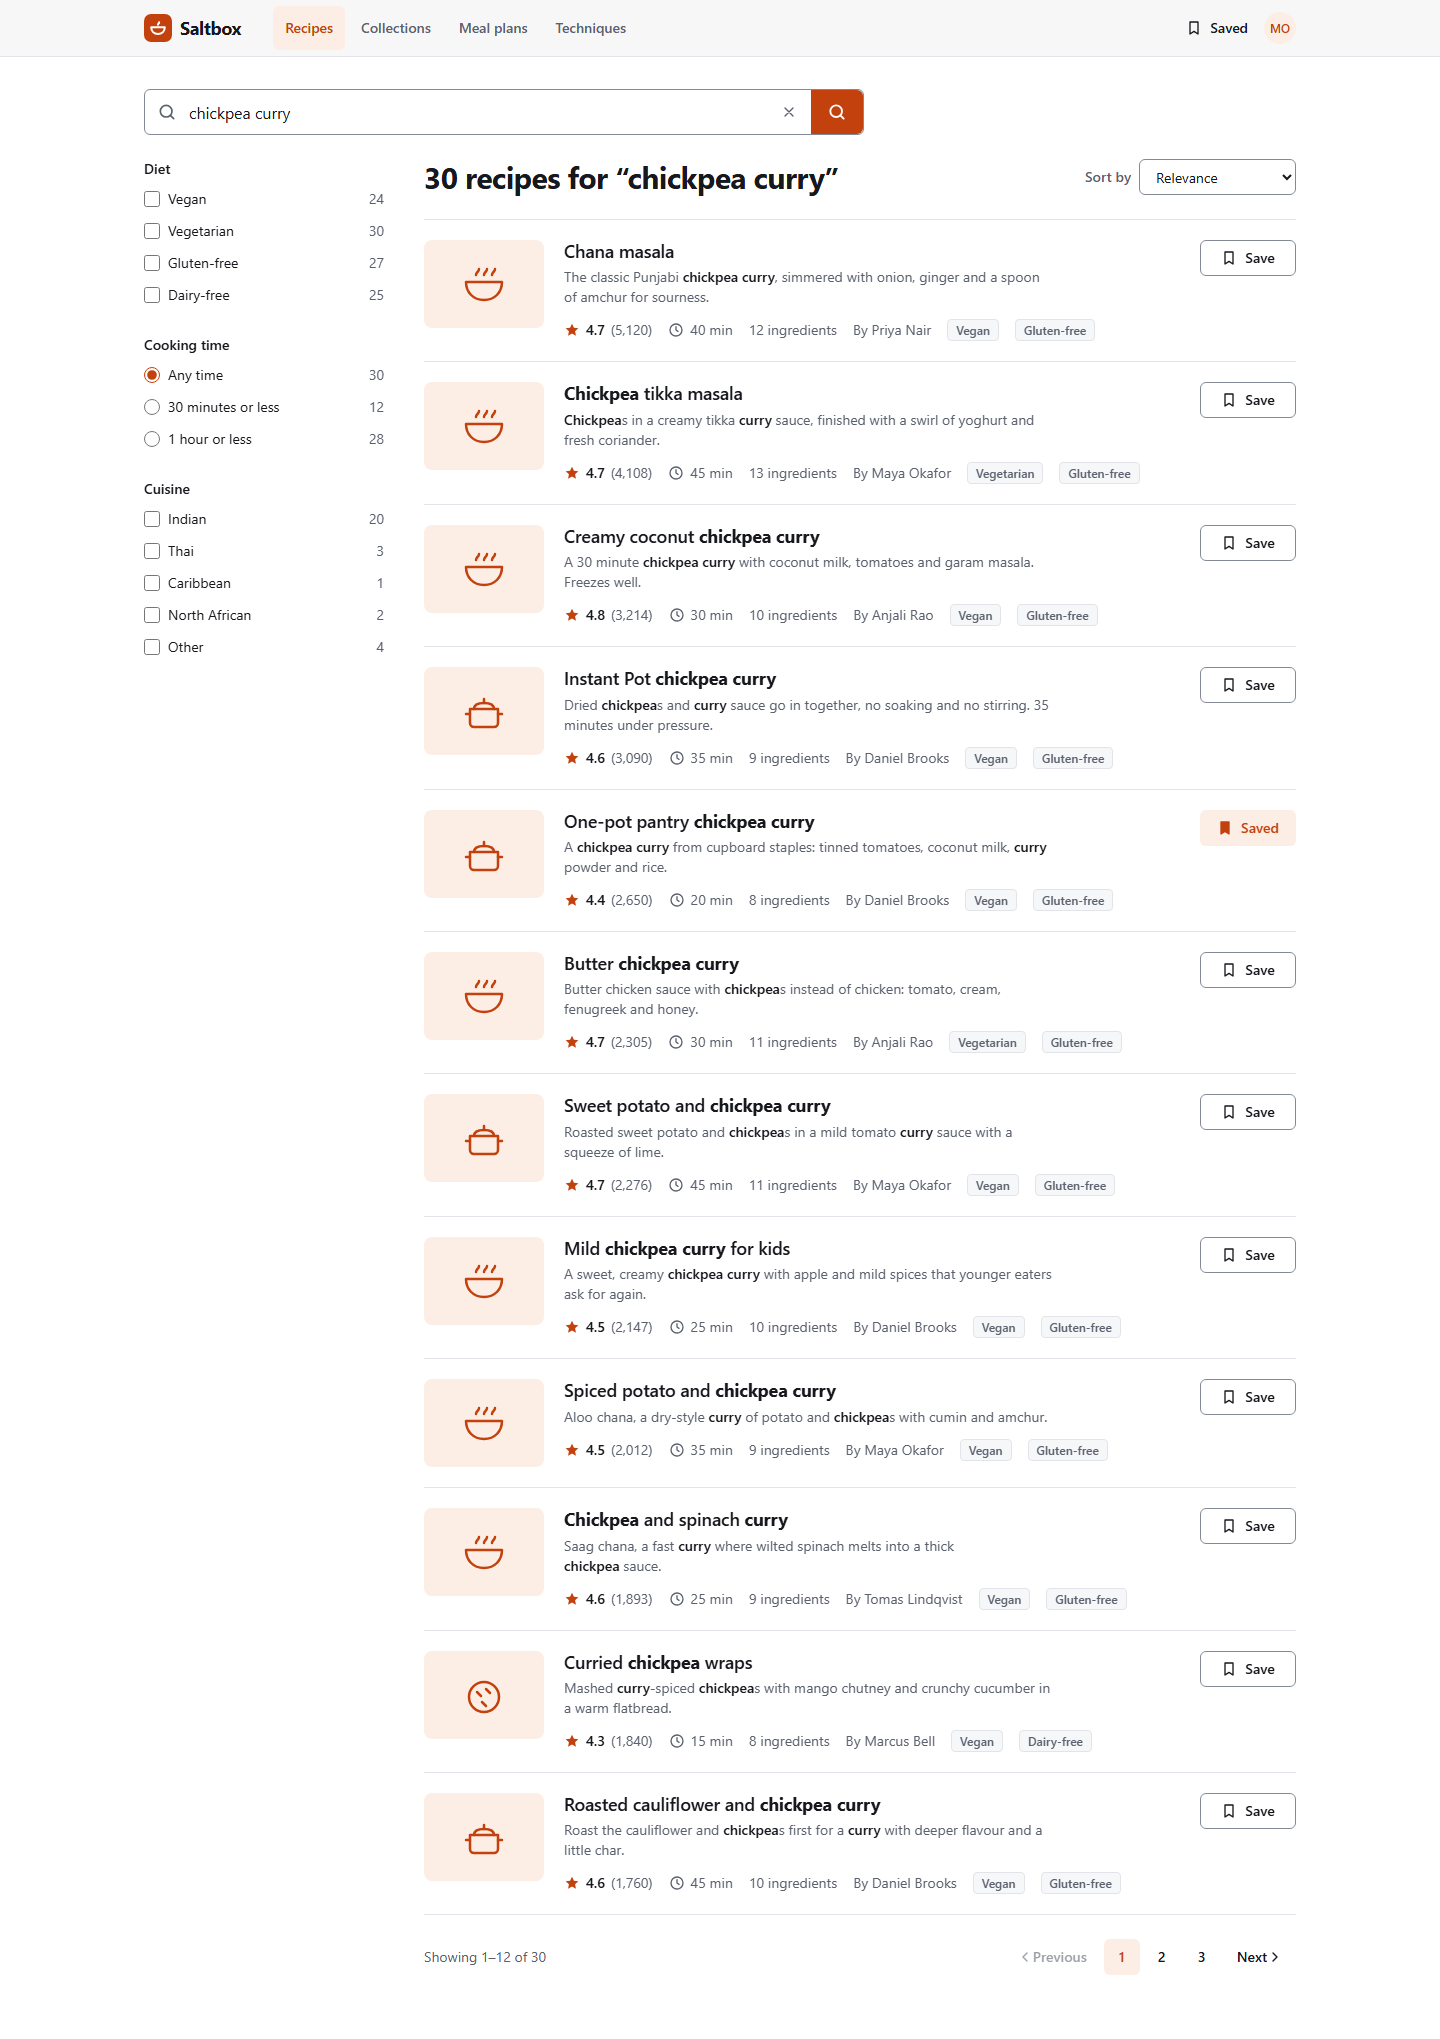 Saltbox
Recipes
Collections
Meal plans
Techniques
Saved
MO
chickpea curry
Diet
Vegan 24
Vegetarian 30
Gluten-free 27
Dairy-free 25
Cooking time
Any time 30
30 minutes or less 12
1 hour or less 28
Cuisine
Indian 20
Thai 3
Caribbean 1
North African 2
Other 4
30 recipes for “chickpea curry”
Sort by Relevance
Chana masala
The classic Punjabi chickpea curry, simmered with onion, ginger and a spoon
of amchur for sourness.
4.7 (5,120) 40 min 12 ingredients By Priya Nair Vegan Gluten-free
Save
Chickpea tikka masala
Chickpeas in a creamy tikka curry sauce, finished with a swirl of yoghurt and
fresh coriander.
4.7 (4,108) 45 min 13 ingredients By Maya Okafor Vegetarian Gluten-free
Save
Creamy coconut chickpea curry
A 30 minute chickpea curry with coconut milk, tomatoes and garam masala.
Freezes well.
4.8 (3,214) 30 min 10 ingredients By Anjali Rao Vegan Gluten-free
Save
Instant Pot chickpea curry
Dried chickpeas and curry sauce go in together, no soaking and no stirring. 35
minutes under pressure.
4.6 (3,090) 35 min 9 ingredients By Daniel Brooks Vegan Gluten-free
Save
One-pot pantry chickpea curry
A chickpea curry from cupboard staples: tinned tomatoes, coconut milk, curry
powder and rice.
4.4 (2,650) 20 min 8 ingredients By Daniel Brooks Vegan Gluten-free
Saved
Butter chickpea curry
Butter chicken sauce with chickpeas instead of chicken: tomato, cream,
fenugreek and honey.
4.7 (2,305) 30 min 11 ingredients By Anjali Rao Vegetarian Gluten-free
Save
Sweet potato and chickpea curry
Roasted sweet potato and chickpeas in a mild tomato curry sauce with a
squeeze of lime.
4.7 (2,276) 45 min 11 ingredients By Maya Okafor Vegan Gluten-free
Save
Mild chickpea curry for kids
A sweet, creamy chickpea curry with apple and mild spices that younger eaters
ask for again.
4.5 (2,147) 25 min 10 ingredients By Daniel Brooks Vegan Gluten-free
Save
Spiced potato and chickpea curry
Aloo chana, a dry-style curry of potato and chickpeas with cumin and amchur.
4.5 (2,012) 35 min 9 ingredients By Maya Okafor Vegan Gluten-free
Save
Chickpea and spinach curry
Saag chana, a fast curry where wilted spinach melts into a thick
chickpea sauce.
4.6 (1,893) 25 min 9 ingredients By Tomas Lindqvist Vegan Gluten-free
Save
Curried chickpea wraps
Mashed curry-spiced chickpeas with mango chutney and crunchy cucumber in
a warm flatbread.
4.3 (1,840) 15 min 8 ingredients By Marcus Bell Vegan Dairy-free
Save
Roasted cauliflower and chickpea curry
Roast the cauliflower and chickpeas first for a curry with deeper flavour and a
little char.
4.6 (1,760) 45 min 10 ingredients By Daniel Brooks Vegan Gluten-free
Save
Showing 1–12 of 30
Previous 1 2 3 Next